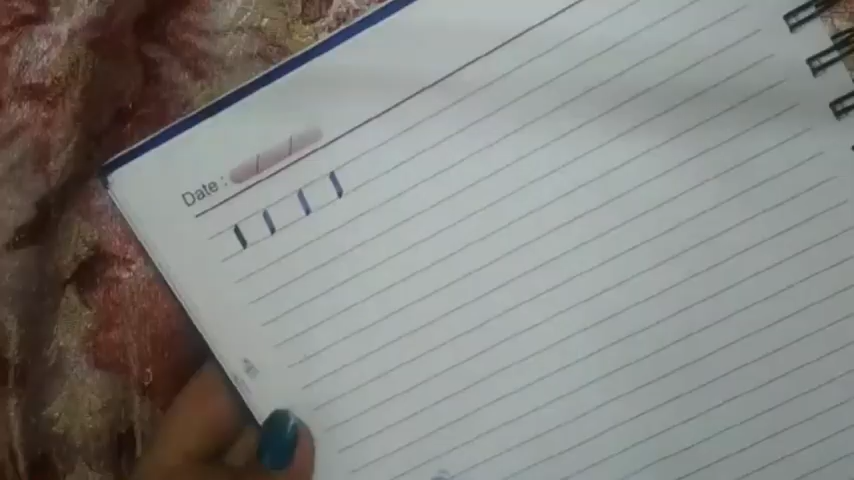 Date : / /
| | | |